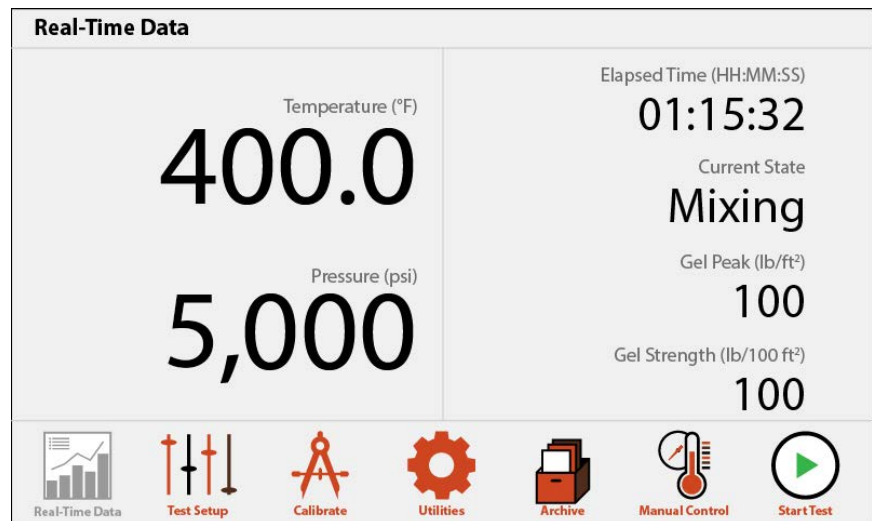 Real-Time Data
Temperature (°F)
400.0
Pressure (psi)
5,000
Elapsed Time (HH:MM:SS)
01:15:32
Current State
Mixing
Gel Peak (lb/ft²)
100
Gel Strength (lb/100 ft²)
100
Real-Time Data
Test Setup
Calibrate
Utilities
Archive
Manual Control
Start Test